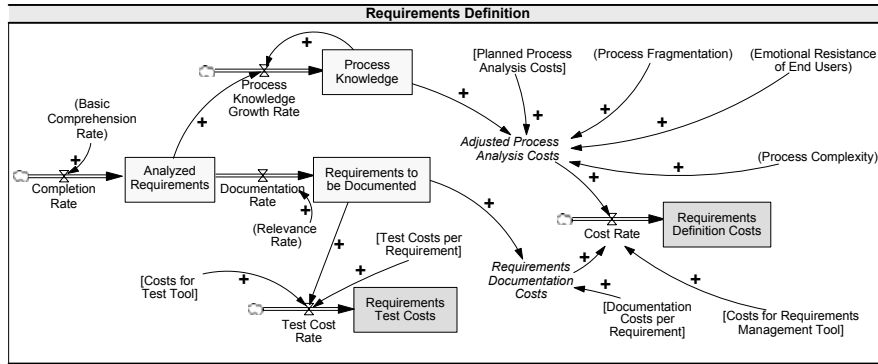 Requirements Definition
[Planned Process
Analysis Costs]
(Process Fragmentation)
(Emotional Resistance
of End Users)
+
Process
Knowledge
Process
Knowledge
Growth Rate
+
+
+
+
(Basic
Comprehension
Rate)
+
Adjusted Process
Analysis Costs
+
(Process Complexity)
+
Completion
Rate
Analyzed
Requirements
Documentation
Rate
Requirements to
be Documented
+
+
(Relevance
Rate)
+
Cost Rate
Requirements
Definition Costs
[Test Costs per
Requirement]
+
+
[Costs for
Test Tool]
+
+
Requirements
Documentation
Costs
+
+
+
Test Cost
Rate
Requirements
Test Costs
[Documentation
Costs per
Requirement]
[Costs for Requirements
Management Tool]